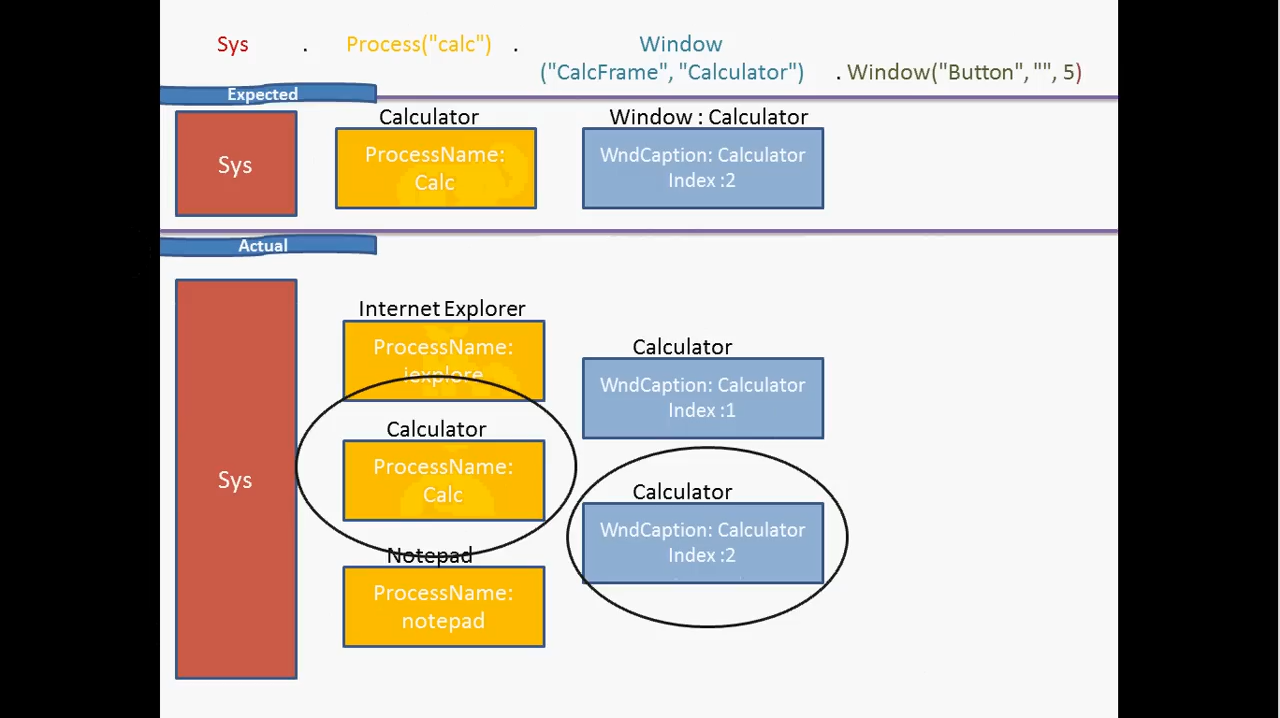 Sys . Process("calc") . Window
("CalcFrame", "Calculator") . Window("Button", "", 5)
Expected
Calculator
Window : Calculator
Sys
ProcessName:
Calc
WndCaption: Calculator
Index :2
Actual
Sys
Internet Explorer
ProcessName:
iexplore
Calculator
WndCaption: Calculator
Index :1
Calculator
ProcessName:
Calc
Calculator
WndCaption: Calculator
Index :2
Notepad
ProcessName:
notepad